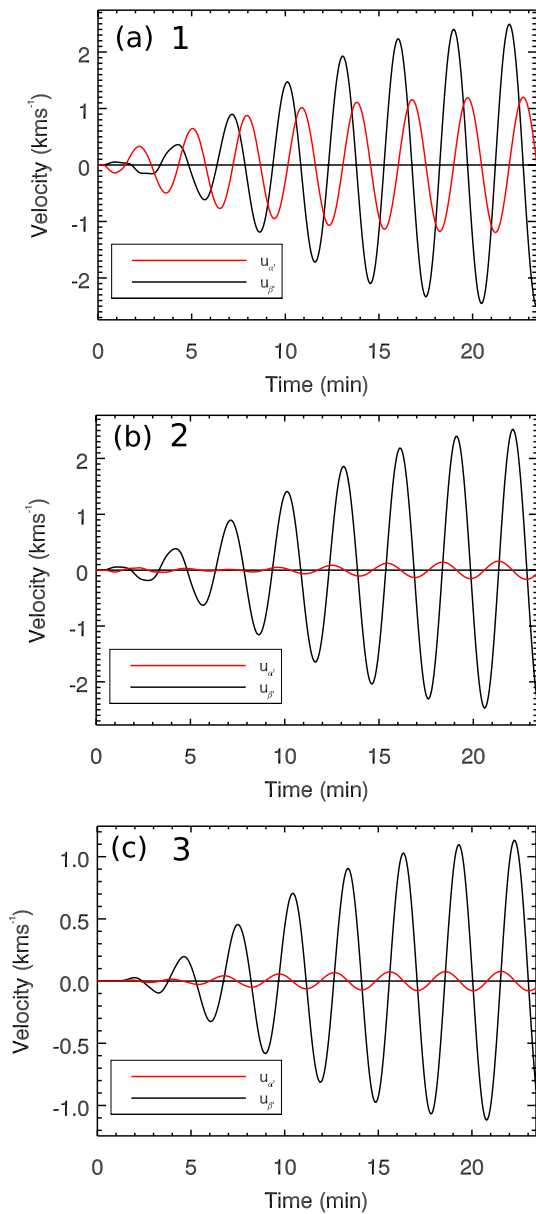 (a) 1
2
1
0
-1
-2
Velocity (kms⁻¹)
u_α'
u_β'
0 5 10 15 20
Time (min)
(b) 2
2
1
0
-1
-2
Velocity (kms⁻¹)
u_α'
u_β'
0 5 10 15 20
Time (min)
(c) 3
1.0
0.5
0.0
-0.5
-1.0
Velocity (kms⁻¹)
u_α'
u_β'
0 5 10 15 20
Time (min)